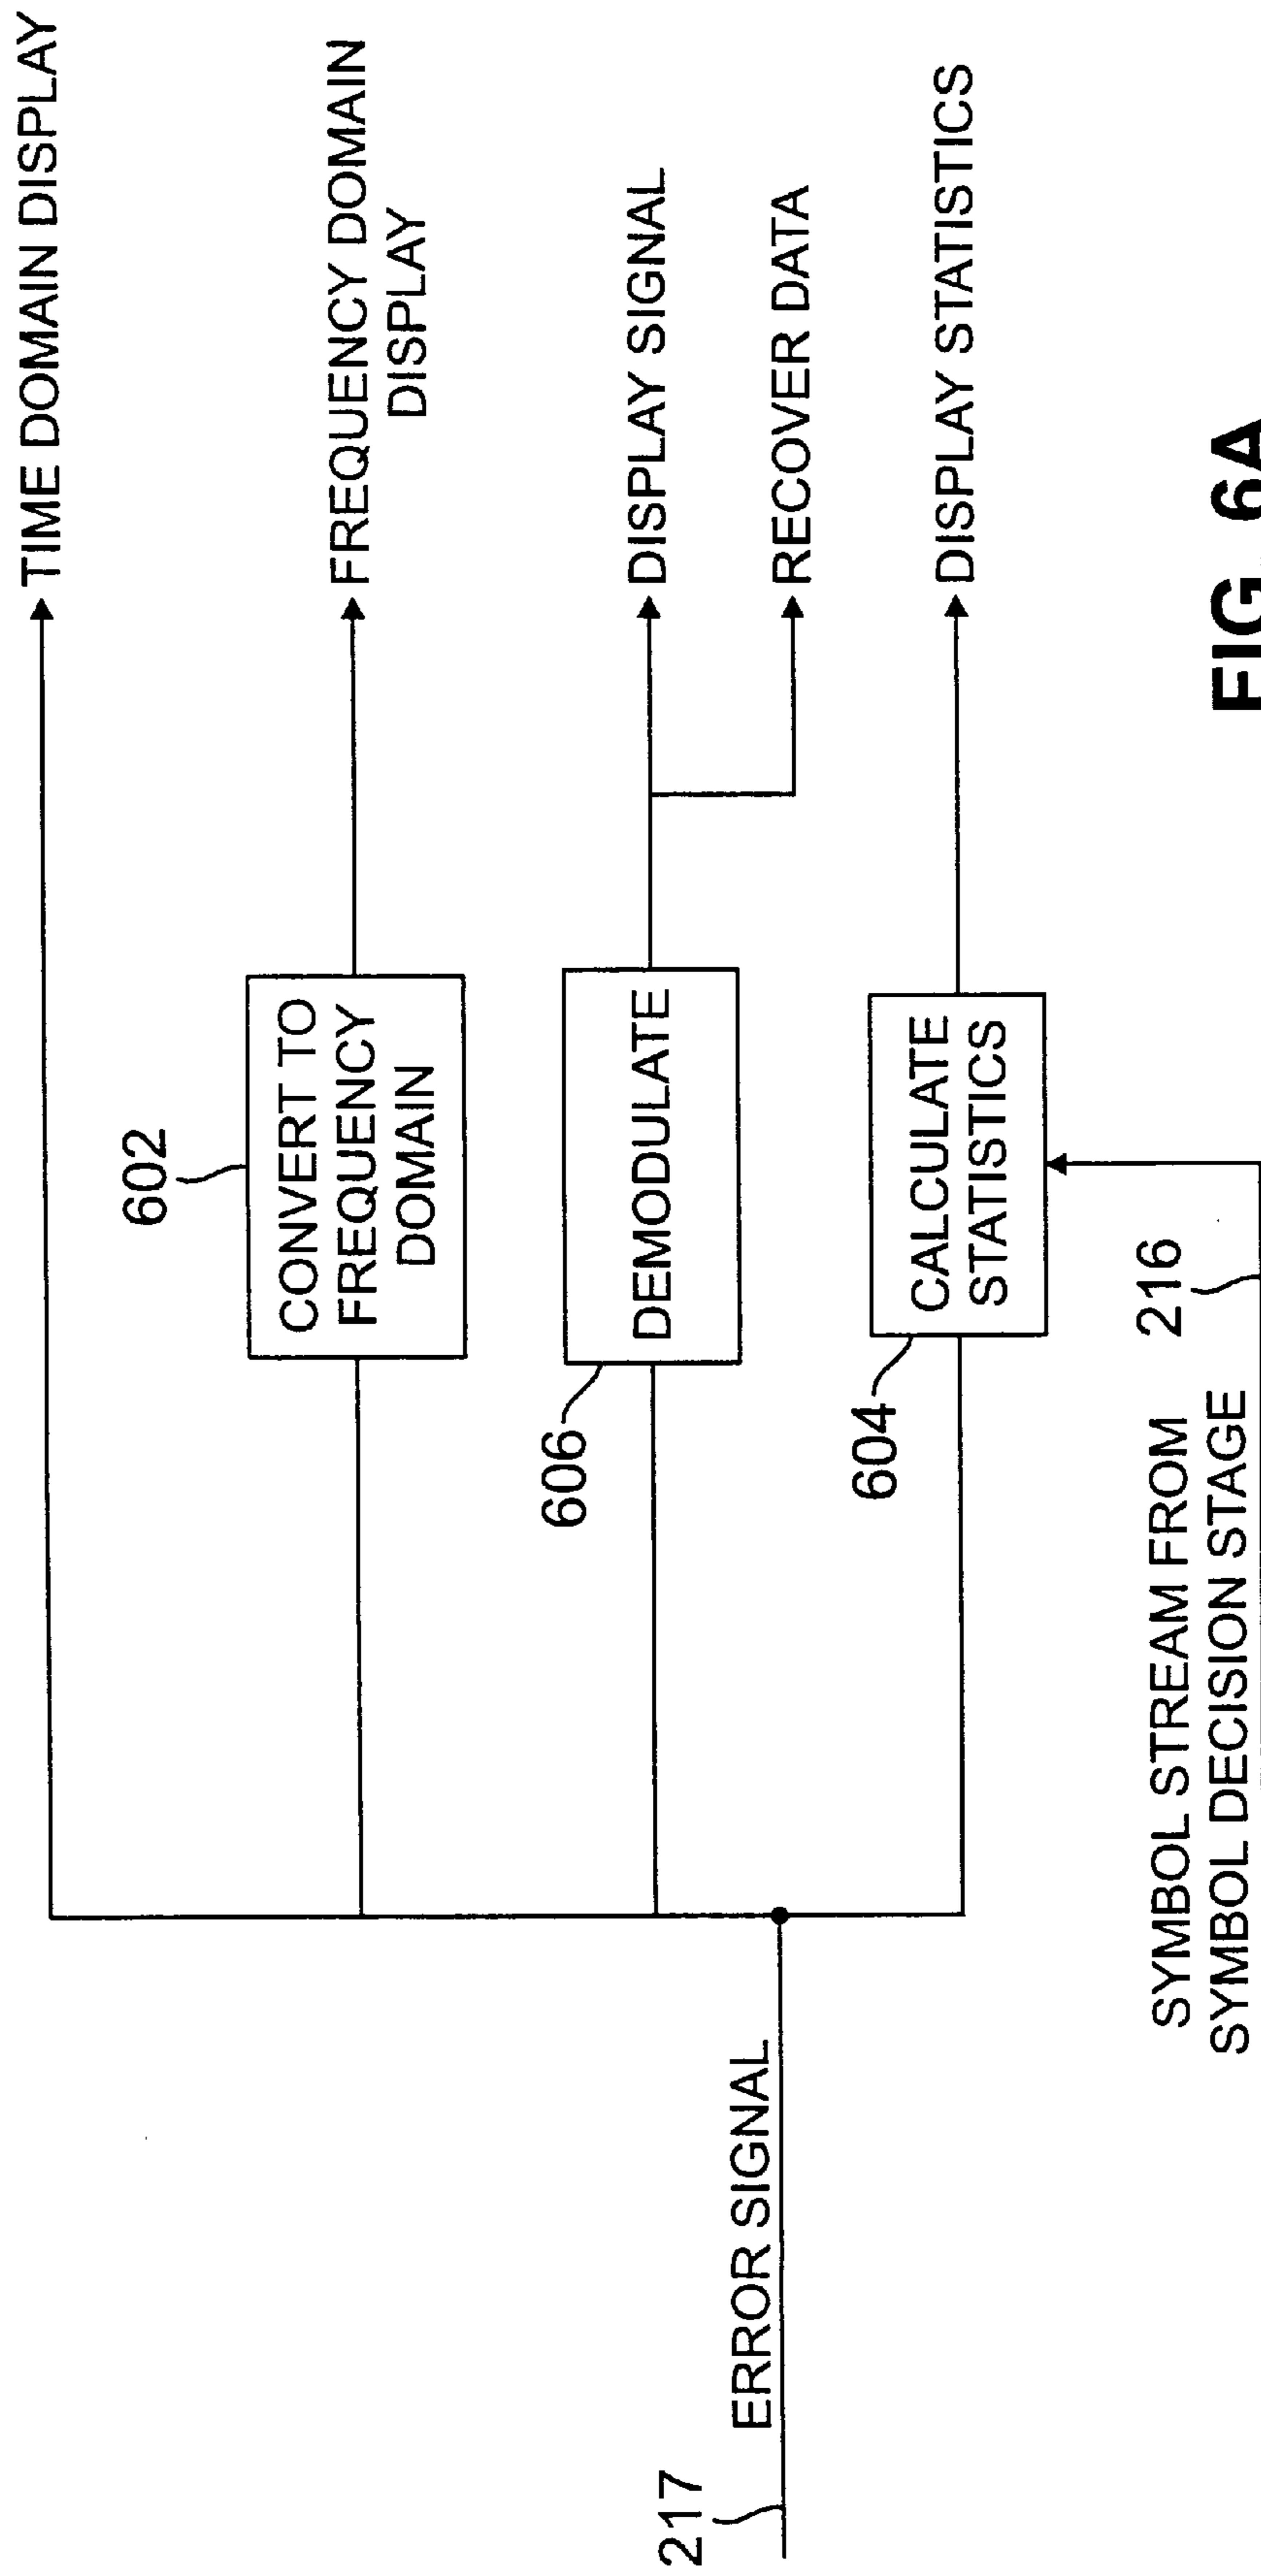 TIME DOMAIN DISPLAY
602
CONVERT TO
FREQUENCY
DOMAIN
FREQUENCY DOMAIN
DISPLAY
606
DEMODULATE
DISPLAY SIGNAL
RECOVER DATA
217
ERROR SIGNAL
604
CALCULATE
STATISTICS
DISPLAY STATISTICS
SYMBOL STREAM FROM
SYMBOL DECISION STAGE
216
FIG. 6A